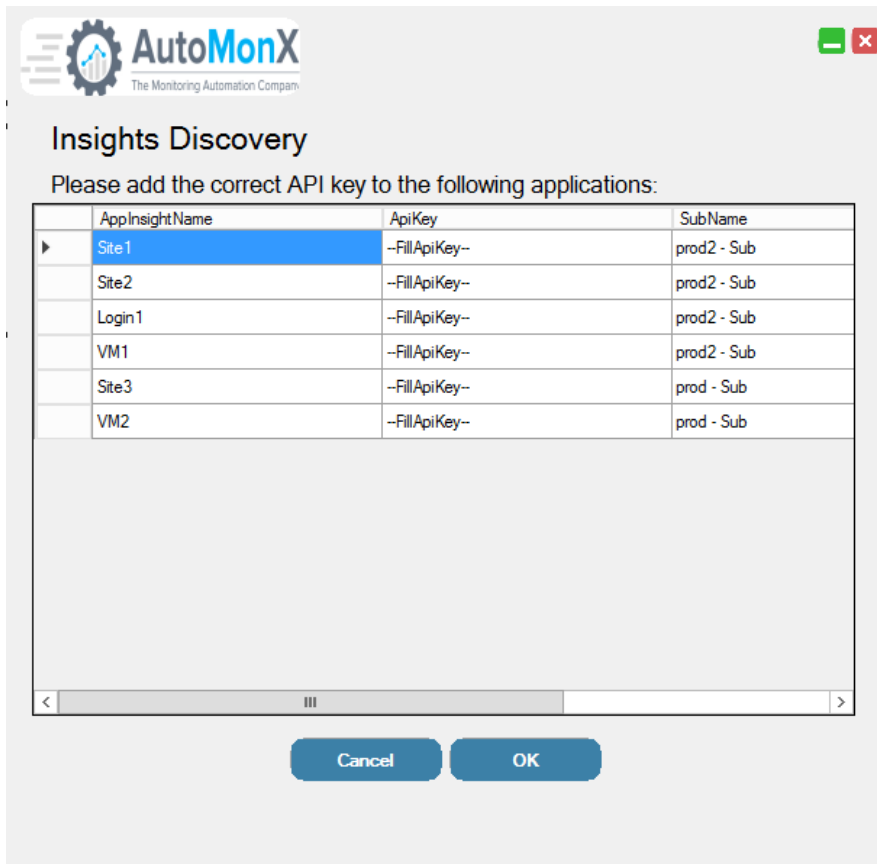 AutoMonX
The Monitoring Automation Company
Insights Discovery
Please add the correct API key to the following applications:
AppInsightName ApiKey SubName
Site1 --FillApiKey-- prod2 - Sub
Site2 --FillApiKey-- prod2 - Sub
Login1 --FillApiKey-- prod2 - Sub
VM1 --FillApiKey-- prod2 - Sub
Site3 --FillApiKey-- prod - Sub
VM2 --FillApiKey-- prod - Sub
Cancel OK